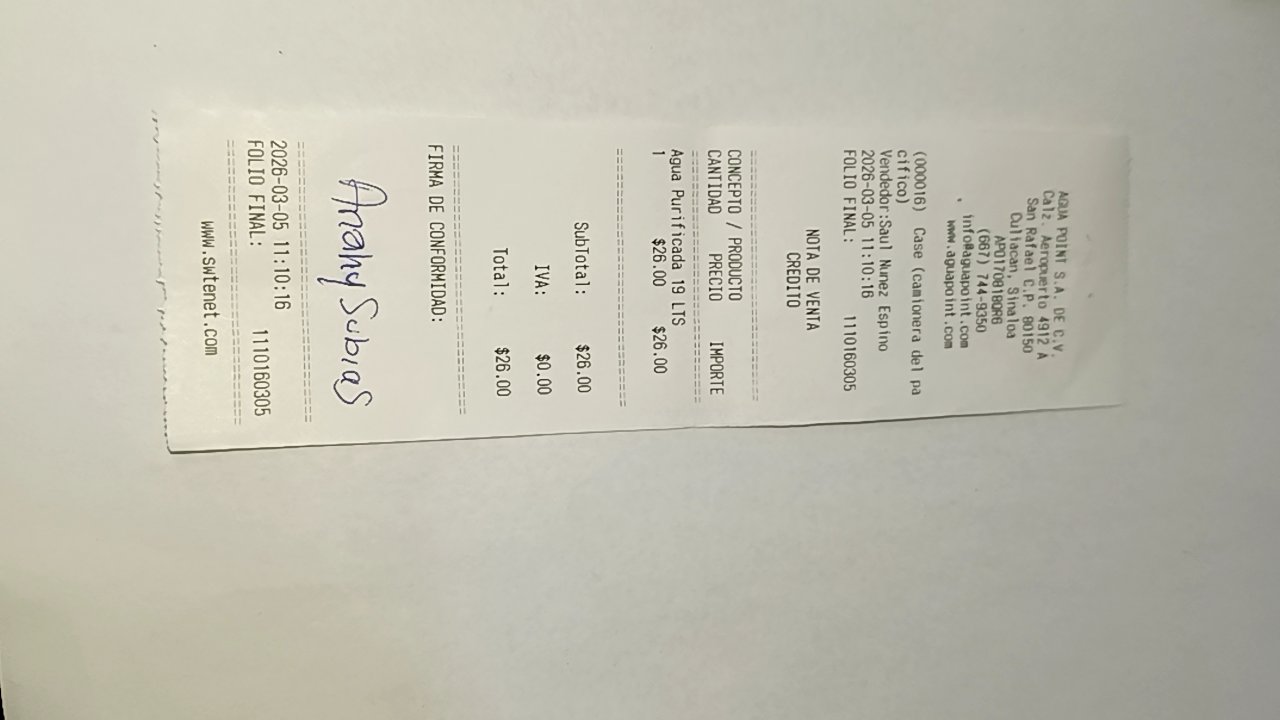 AGUA POINT S.A. DE C.V.
Calz. Aeropuerto 4912 A
San Rafael C.P. 80150
Culiacan, Sinaloa
APO170818QR6
(667) 744-9350
info@aguapoint.com
www.aguapoint.com
.
(000016) Case (camionera del pa
cifico)
Vendedor:Saul Nunez Espino
2026-03-05 11:10:16
FOLIO FINAL: 1110160305
NOTA DE VENTA
CREDITO
CONCEPTO / PRODUCTO
CANTIDAD PRECIO IMPORTE
Agua Purificada 19 LTS
1 $26.00 $26.00
SubTotal: $26.00
IVA: $0.00
Total: $26.00
FIRMA DE CONFORMIDAD:
Anahy Subias
2026-03-05 11:10:16
FOLIO FINAL: 1110160305
www.swtenet.com